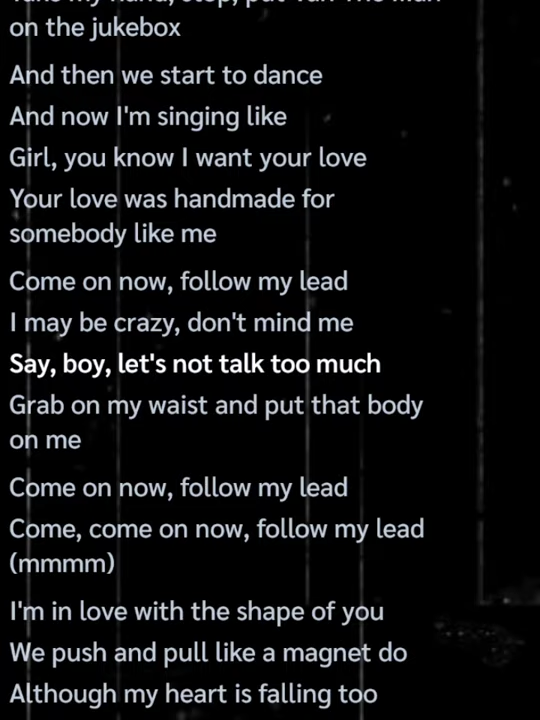 on the jukebox
And then we start to dance
And now I'm singing like
Girl, you know I want your love
Your love was handmade for
somebody like me
Come on now, follow my lead
I may be crazy, don't mind me
Say, boy, let's not talk too much
Grab on my waist and put that body
on me
Come on now, follow my lead
Come, come on now, follow my lead
(mmmm)
I'm in love with the shape of you
We push and pull like a magnet do
Although my heart is falling too